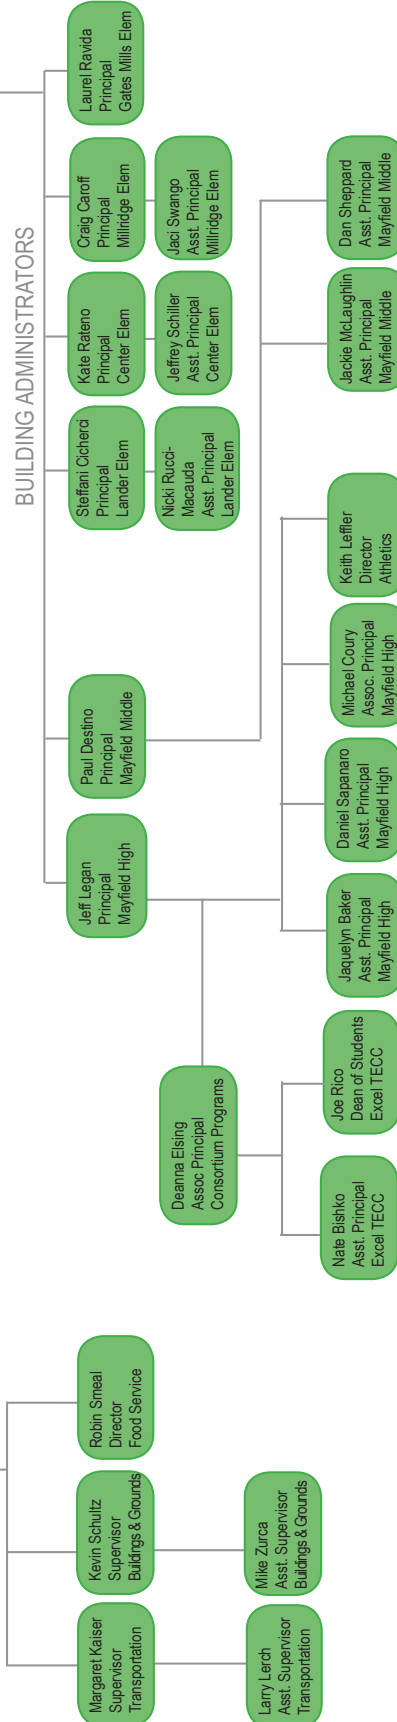 BUILDING ADMINISTRATORS
Margaret Kaiser
Supervisor
Transportation
Kevin Schultz
Supervisor
Buildings & Grounds
Robin Smeal
Director
Food Service
Larry Lerch
Asst. Supervisor
Transportation
Mike Zurca
Asst. Supervisor
Buildings & Grounds
Jeff Legan
Principal
Mayfield High
Paul Destino
Principal
Mayfield Middle
Steffani Cicherci
Principal
Lander Elem
Kate Rateno
Principal
Center Elem
Craig Caroff
Principal
Millridge Elem
Laurel Ravida
Principal
Gates Mills Elem
Nicki Rucci-
Macauda
Asst. Principal
Lander Elem
Jeffrey Schiller
Asst. Principal
Center Elem
Jaci Swango
Asst. Principal
Millridge Elem
Deanna Elsing
Assoc Principal
Consortium Programs
Nate Bishko
Asst. Principal
Excel TECC
Joe Rico
Dean of Students
Excel TECC
Jaquelyn Baker
Asst. Principal
Mayfield High
Daniel Sapanaro
Asst. Principal
Mayfield High
Michael Coury
Assoc. Principal
Mayfield High
Keith Leffler
Director
Athletics
Jackie McLaughlin
Asst. Principal
Mayfield Middle
Dan Sheppard
Asst. Principal
Mayfield Middle